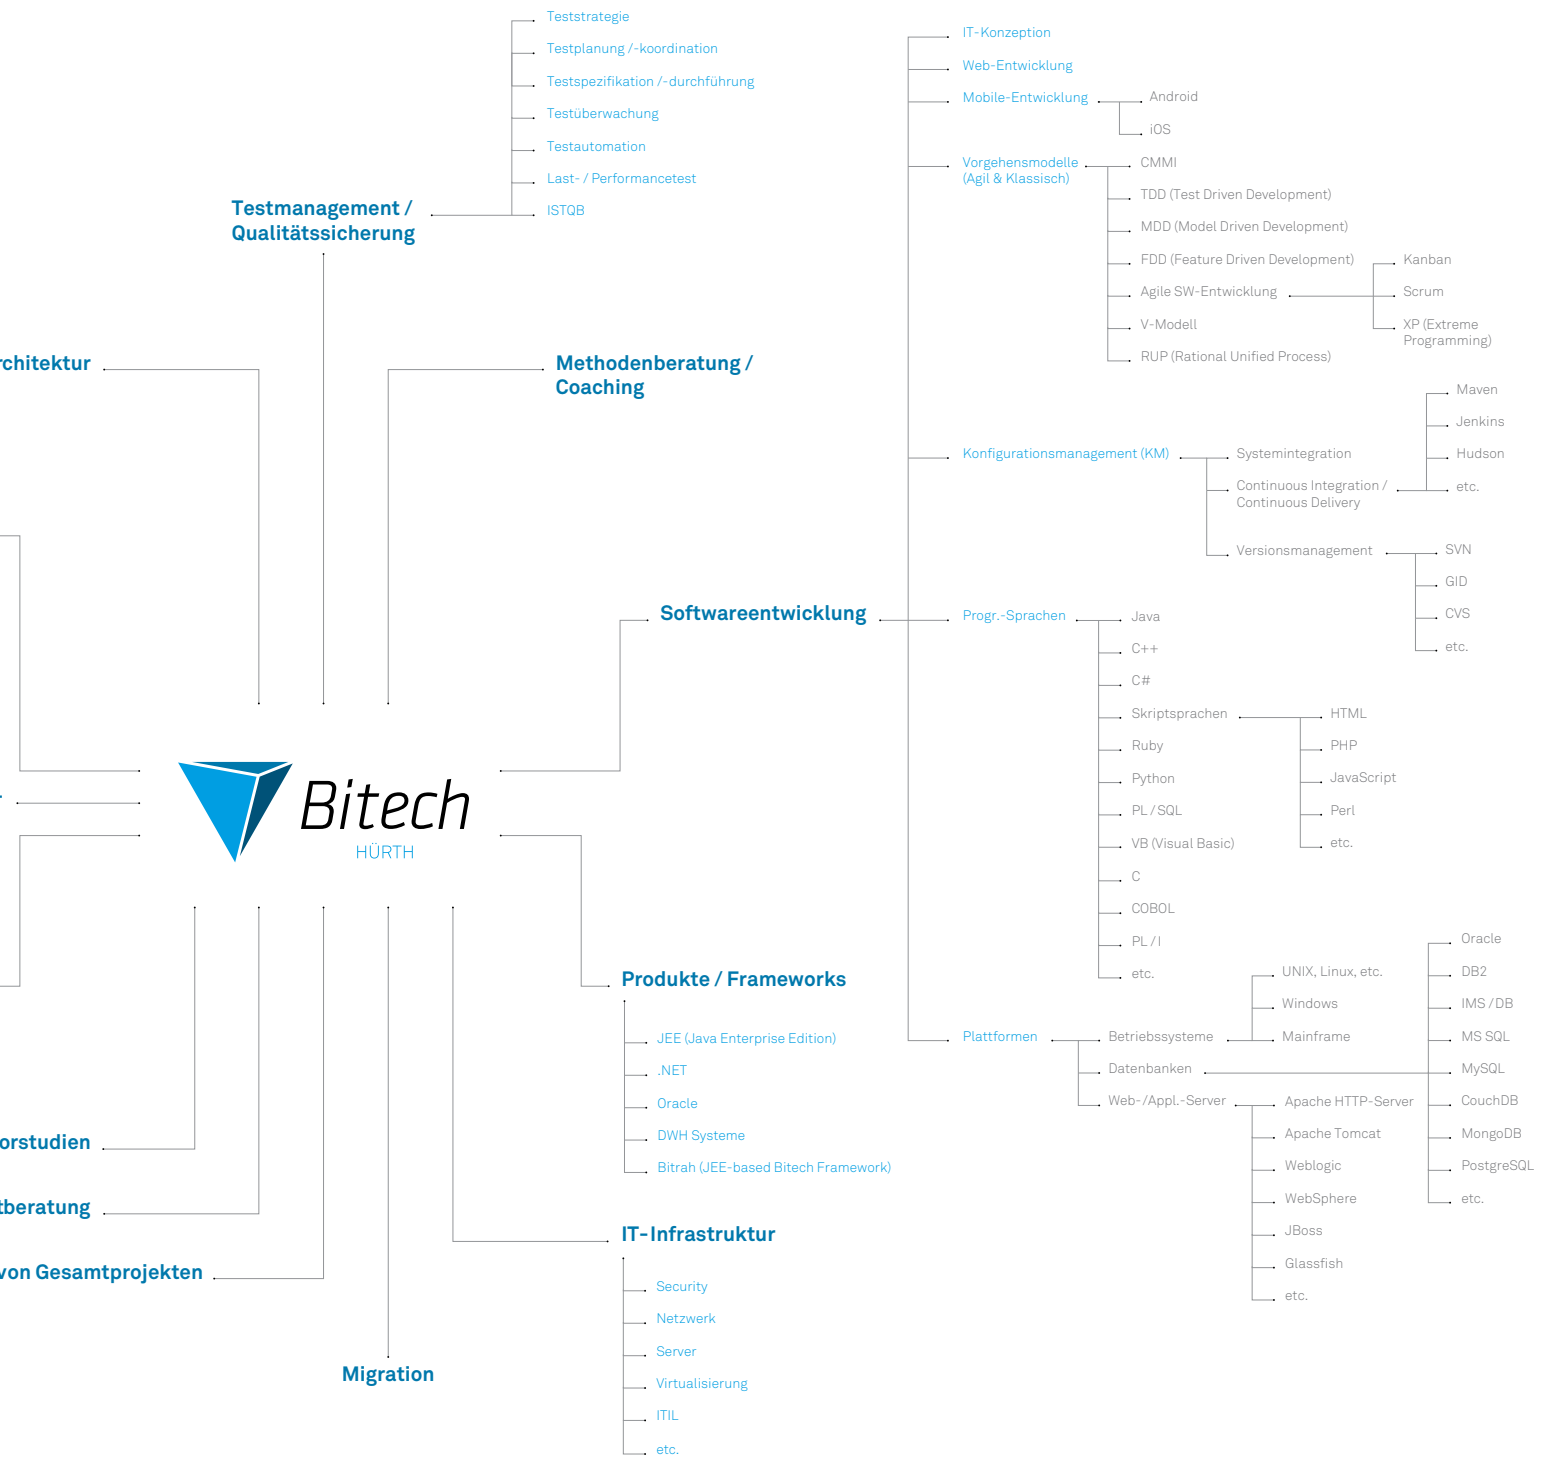 Teststrategie
Testplanung /-koordination
Testspezifikation /-durchführung
Testüberwachung
Testautomation
Last- / Performancetest
ISTQB
Testmanagement /
Qualitätssicherung
rchitektur
Methodenberatung /
Coaching
IT-Konzeption
Web-Entwicklung
Mobile-Entwicklung
Android
iOS
Vorgehensmodelle
(Agil & Klassisch)
CMMI
TDD (Test Driven Development)
MDD (Model Driven Development)
FDD (Feature Driven Development)
Agile SW-Entwicklung
V-Modell
RUP (Rational Unified Process)
Kanban
Scrum
XP (Extreme
Programming)
Konfigurationsmanagement (KM)
Systemintegration
Continuous Integration /
Continuous Delivery
Versionsmanagement
Maven
Jenkins
Hudson
etc.
SVN
GID
CVS
etc.
Softwareentwicklung
Progr.-Sprachen
Java
C++
C#
Skriptsprachen
Ruby
Python
PL / SQL
VB (Visual Basic)
C
COBOL
PL / I
etc.
HTML
PHP
JavaScript
Perl
etc.
Bitech
HÜRTH
Plattformen
Betriebssysteme
Datenbanken
Web-/Appl.-Server
UNIX, Linux, etc.
Windows
Mainframe
Oracle
DB2
IMS / DB
MS SQL
MySQL
CouchDB
MongoDB
PostgreSQL
etc.
Apache HTTP-Server
Apache Tomcat
Weblogic
WebSphere
JBoss
Glassfish
etc.
Produkte / Frameworks
JEE (Java Enterprise Edition)
.NET
Oracle
DWH Systeme
Bitrah (JEE-based Bitech Framework)
IT-Infrastruktur
Security
Netzwerk
Server
Virtualisierung
ITIL
etc.
orstudien
tberatung
von Gesamtprojekten
Migration